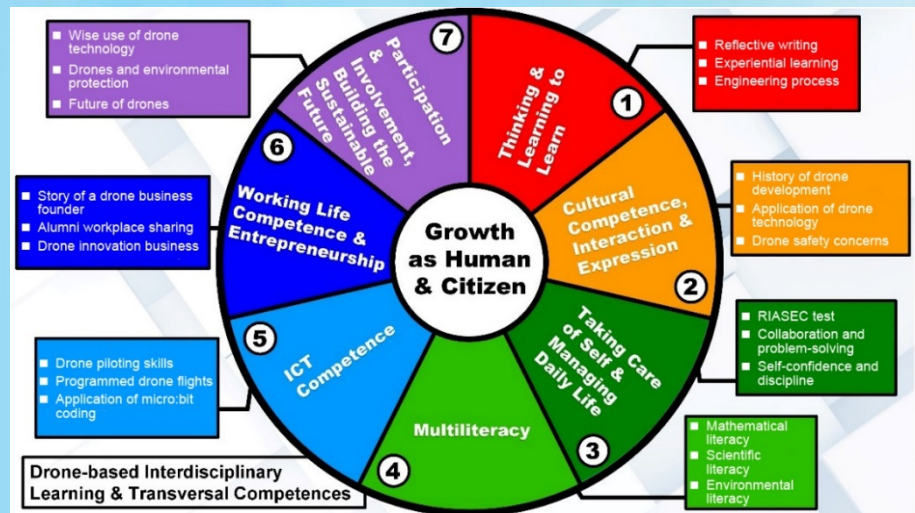 7
Participation
&
Involvement,
Building the
Sustainable
Future
1
Thinking &
Learning to
Learn
2
Cultural
Competence,
Interaction &
Expression
3
Taking Care
of Self &
Managing
Daily Life
4
Multiliteracy
5
ICT
Competence
6
Working Life
Competence &
Entrepreneurship
Growth
as Human
& Citizen
Wise use of drone
technology
Drones and environmental
protection
Future of drones
Reflective writing
Experiential learning
Engineering process
History of drone
development
Application of drone
technology
Drone safety concerns
RIASEC test
Collaboration and
problem-solving
Self-confidence and
discipline
Mathematical
literacy
Scientific
literacy
Environmental
literacy
Drone piloting skills
Programmed drone flights
Application of micro:bit
coding
Story of a drone business
founder
Alumni workplace sharing
Drone innovation business
Drone-based Interdisciplinary
Learning & Transversal Competences